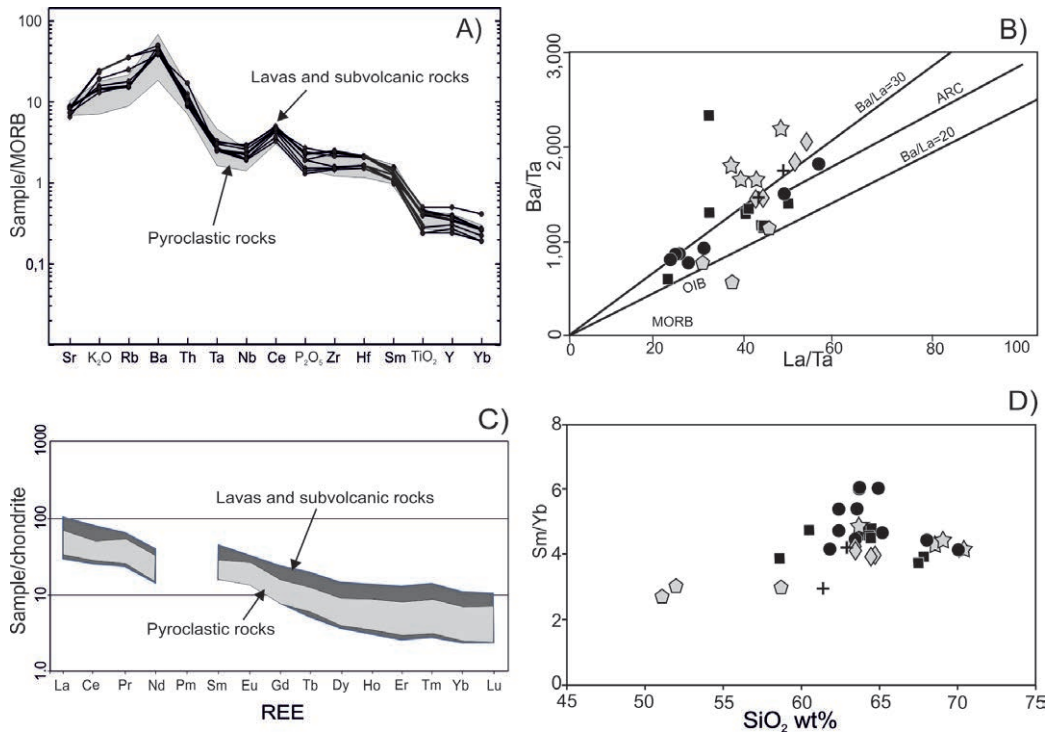 A)
100
10
1
0,1
Sample/MORB
Lavas and subvolcanic rocks
Pyroclastic rocks
Sr K₂O Rb Ba Th Ta Nb Ce P₂O₅ Zr Hf Sm TiO₂ Y Yb
B)
3,000
2,000
1,000
0
Ba/Ta
Ba/La=30
ARC
Ba/La=20
OIB
MORB
0 20 40 60 80 100
La/Ta
C)
1000
100
10
1.0
Sample/chondrite
Lavas and subvolcanic rocks
Pyroclastic rocks
La Ce Pr Nd Pm Sm Eu Gd Tb Dy Ho Er Tm Yb Lu
REE
D)
8
6
4
2
0
Sm/Yb
45 50 55 60 65 70 75
SiO₂ wt%